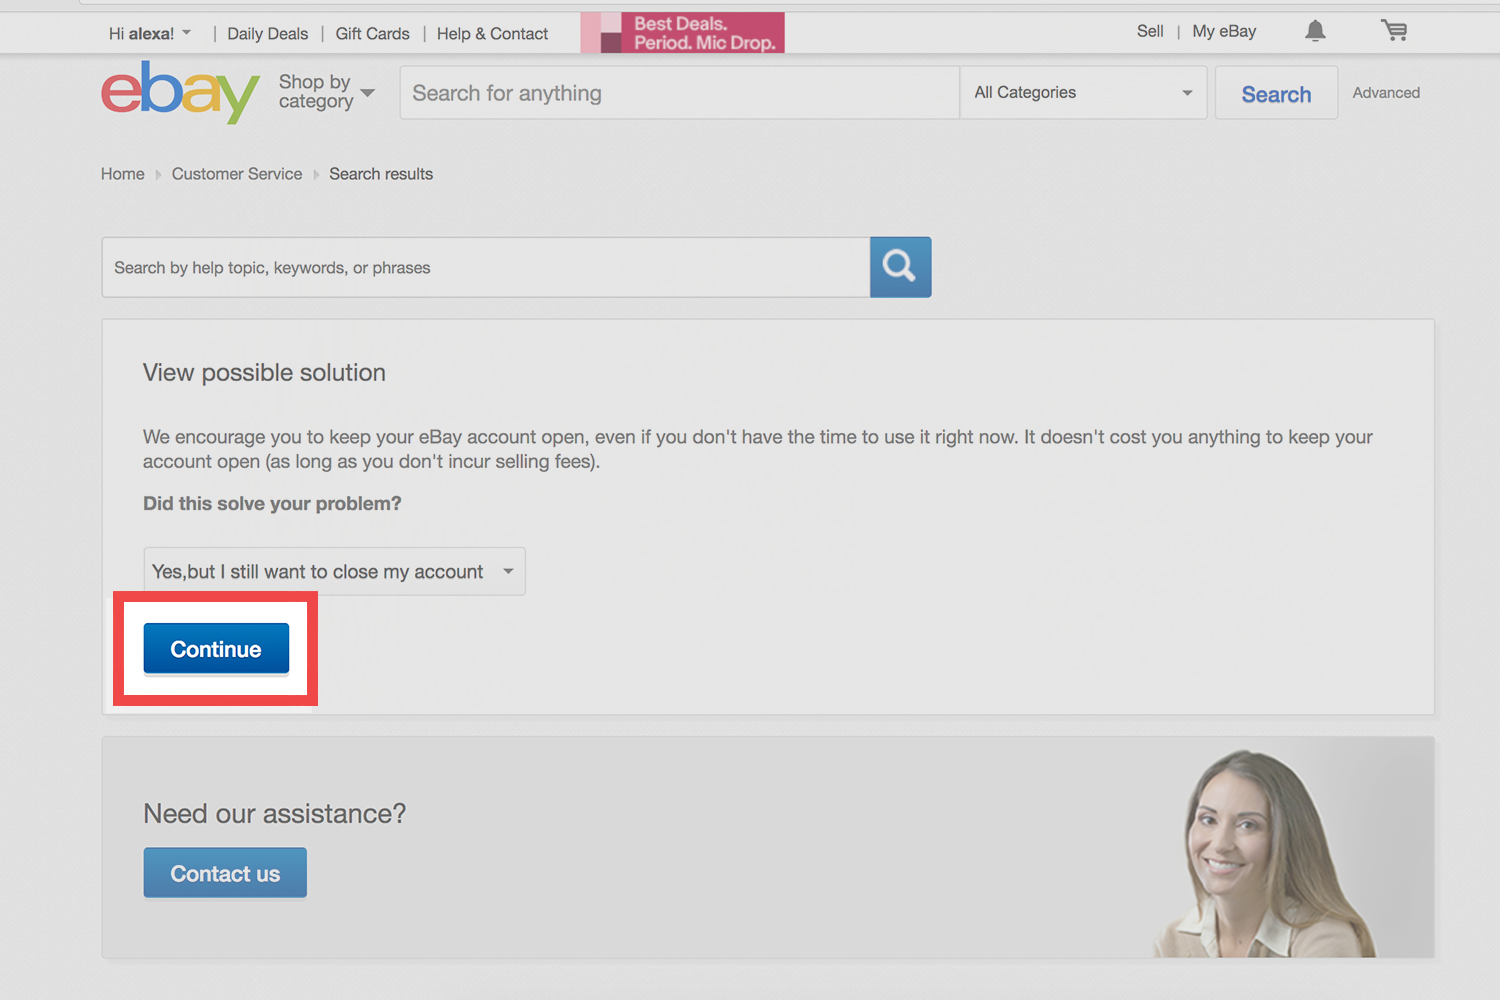 Hi alexa! | Daily Deals | Gift Cards | Help & Contact
Best Deals.
Period. Mic Drop.
Sell | My eBay
ebay
Shop by
category
Search for anything
All Categories
Search
Advanced
Home
Customer Service
Search results
Search by help topic, keywords, or phrases
View possible solution
We encourage you to keep your eBay account open, even if you don't have the time to use it right now. It doesn't cost you anything to keep your
account open (as long as you don't incur selling fees).
Did this solve your problem?
Yes,but I still want to close my account
Continue
Need our assistance?
Contact us